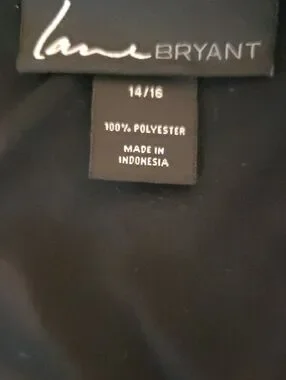 Lane BRYANT
14/16
100% POLYESTER
MADE IN
INDONESIA